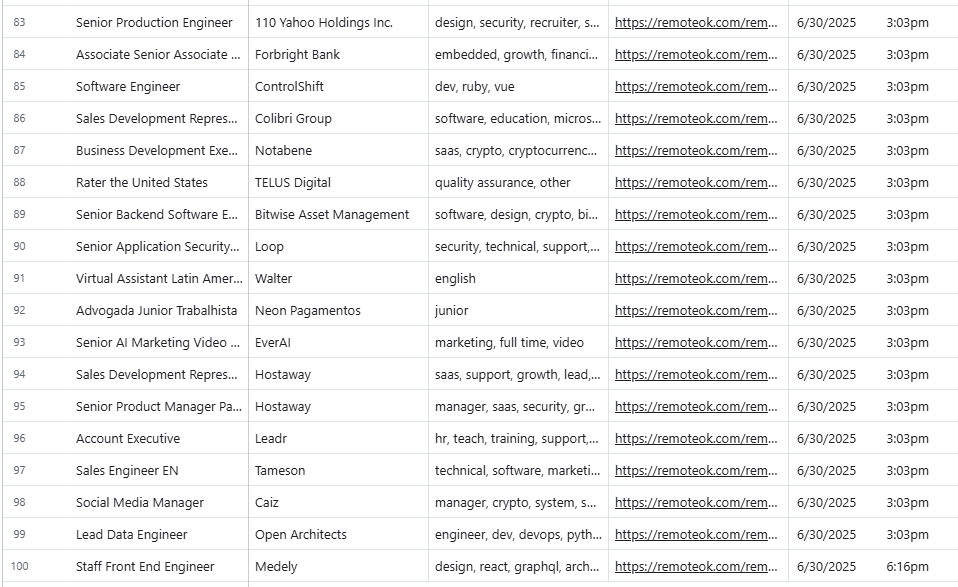 83 Senior Production Engineer 110 Yahoo Holdings Inc. design, security, recruiter, s... https://remoteok.com/rem... 6/30/2025 3:03pm
84 Associate Senior Associate ... Forbright Bank embedded, growth, financi... https://remoteok.com/rem... 6/30/2025 3:03pm
85 Software Engineer ControlShift dev, ruby, vue https://remoteok.com/rem... 6/30/2025 3:03pm
86 Sales Development Repres... Colibri Group software, education, micros... https://remoteok.com/rem... 6/30/2025 3:03pm
87 Business Development Exe... Notabene saas, crypto, cryptocurrenc... https://remoteok.com/rem... 6/30/2025 3:03pm
88 Rater the United States TELUS Digital quality assurance, other https://remoteok.com/rem... 6/30/2025 3:03pm
89 Senior Backend Software E... Bitwise Asset Management software, design, crypto, bi... https://remoteok.com/rem... 6/30/2025 3:03pm
90 Senior Application Security... Loop security, technical, support,... https://remoteok.com/rem... 6/30/2025 3:03pm
91 Virtual Assistant Latin Amer... Walter english https://remoteok.com/rem... 6/30/2025 3:03pm
92 Advogada Junior Trabalhista Neon Pagamentos junior https://remoteok.com/rem... 6/30/2025 3:03pm
93 Senior AI Marketing Video ... EverAI marketing, full time, video https://remoteok.com/rem... 6/30/2025 3:03pm
94 Sales Development Repres... Hostaway saas, support, growth, lead,... https://remoteok.com/rem... 6/30/2025 3:03pm
95 Senior Product Manager Pa... Hostaway manager, saas, security, gr... https://remoteok.com/rem... 6/30/2025 3:03pm
96 Account Executive Leadr hr, teach, training, support,... https://remoteok.com/rem... 6/30/2025 3:03pm
97 Sales Engineer EN Tameson technical, software, marketi... https://remoteok.com/rem... 6/30/2025 3:03pm
98 Social Media Manager Caiz manager, crypto, system, s... https://remoteok.com/rem... 6/30/2025 3:03pm
99 Lead Data Engineer Open Architects engineer, dev, devops, pyth... https://remoteok.com/rem... 6/30/2025 3:03pm
100 Staff Front End Engineer Medely design, react, graphql, arch... https://remoteok.com/rem... 6/30/2025 6:16pm